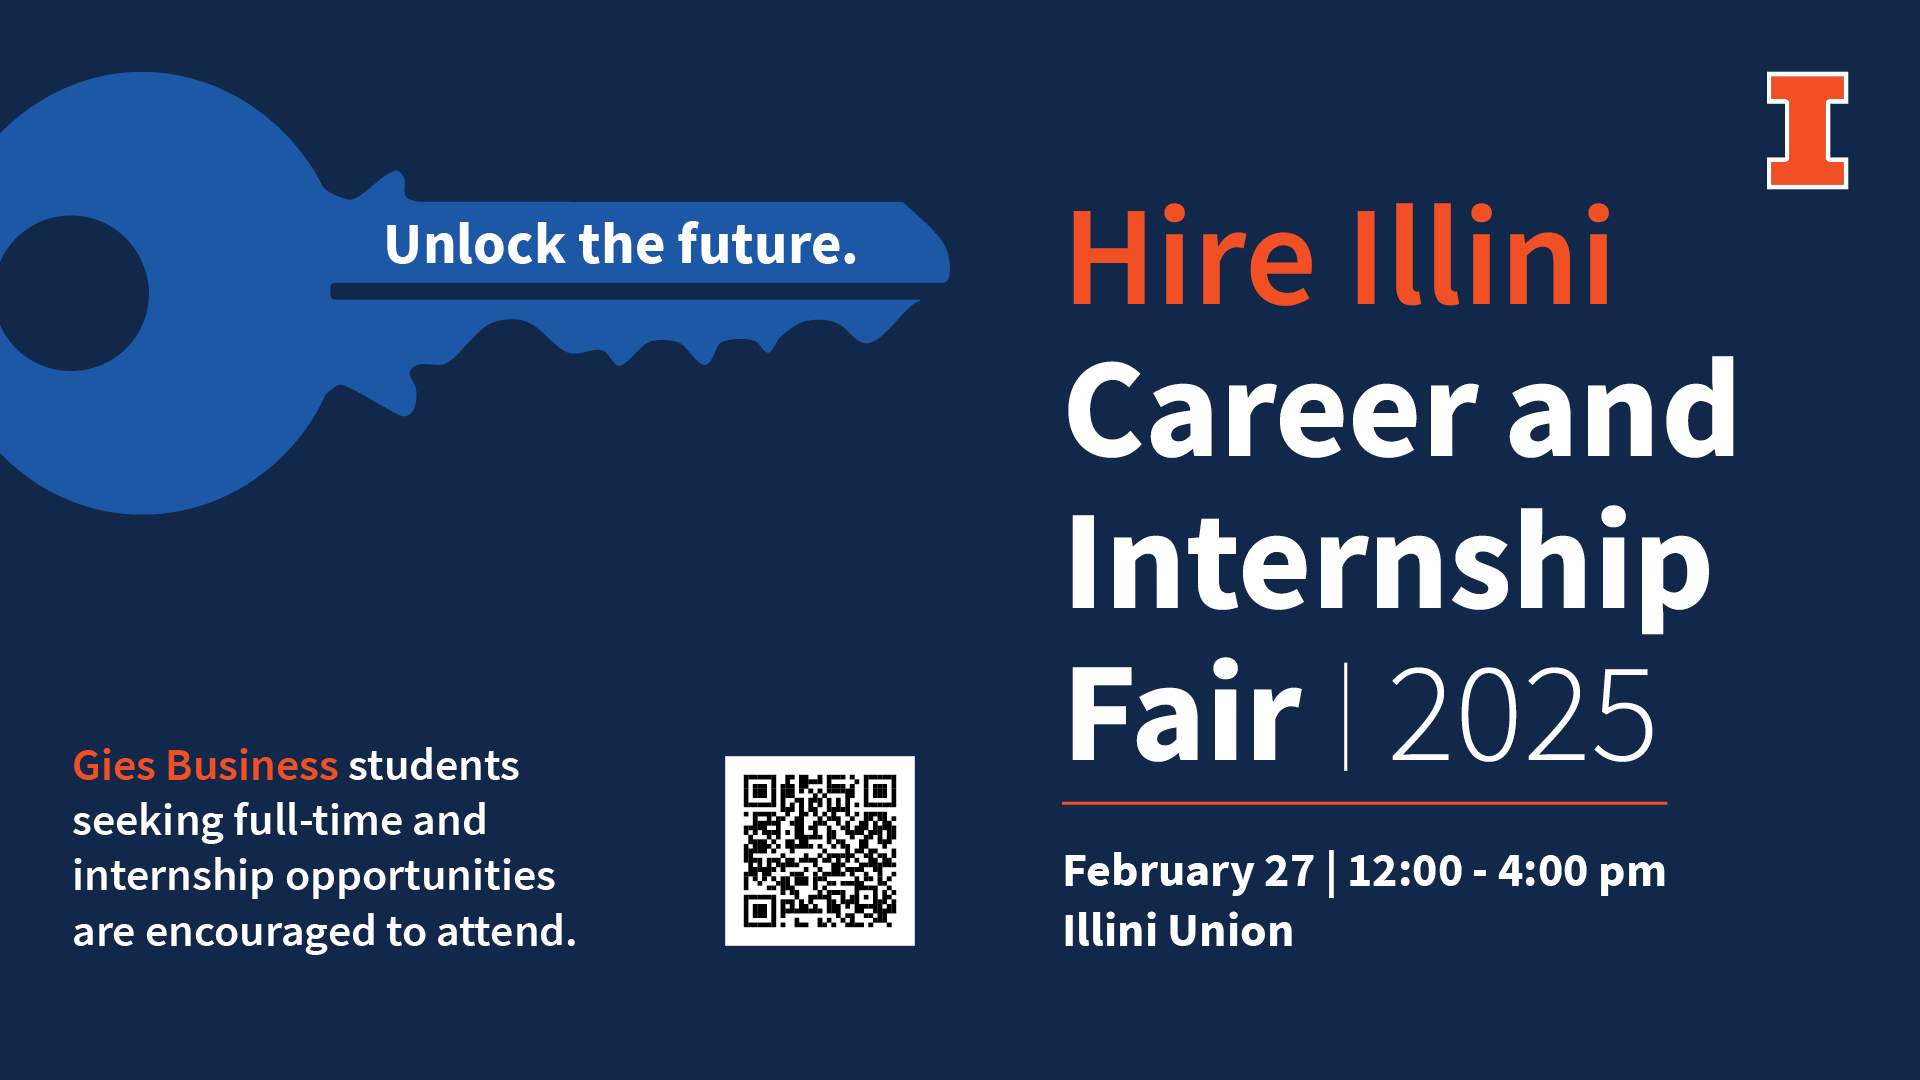 Unlock the future.
Hire Illini
Career and
Internship
Fair | 2025
Gies Business students
seeking full-time and
internship opportunities
are encouraged to attend.
February 27 | 12:00 - 4:00 pm
Illini Union
I